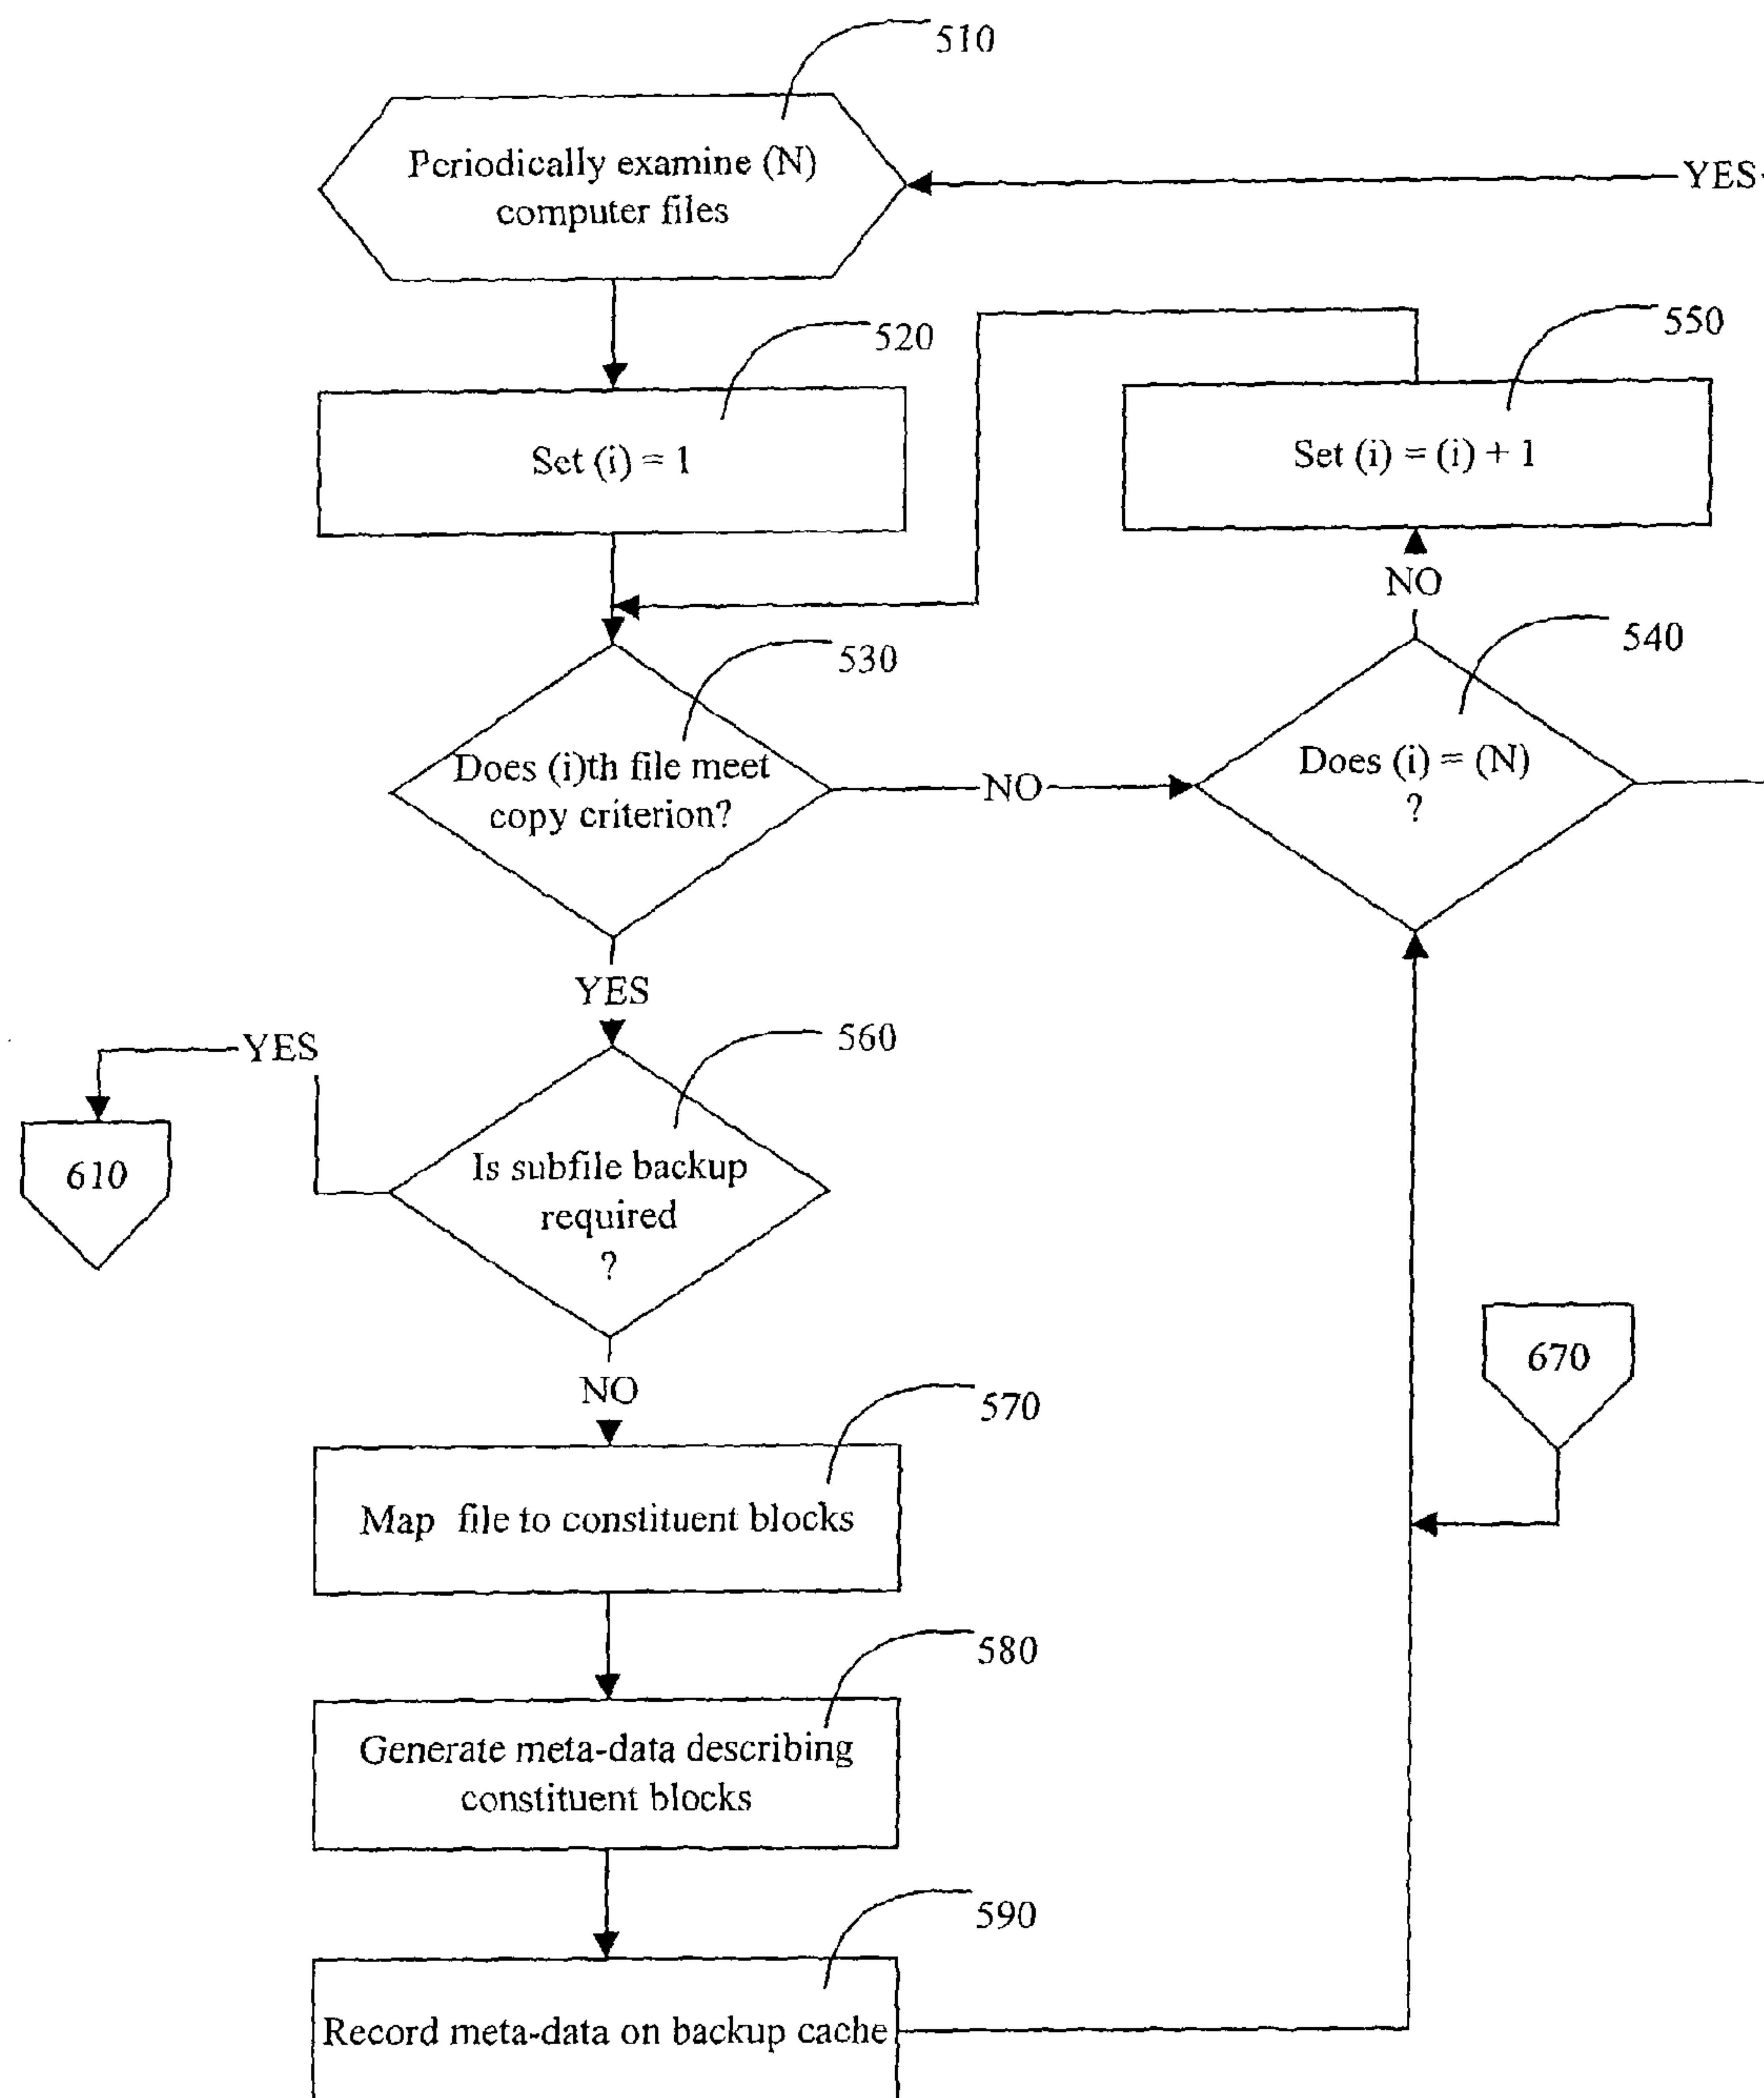 510
Periodically examine (N)
computer files
YES
520
Set (i) = 1
550
Set (i) = (i) + 1
NO
530
Does (i)th file meet
copy criterion?
NO
540
Does (i) = (N)
?
YES
YES
610
560
Is subfile backup
required
?
NO
670
570
Map file to constituent blocks
580
Generate meta-data describing
constituent blocks
590
Record meta-data on backup cache